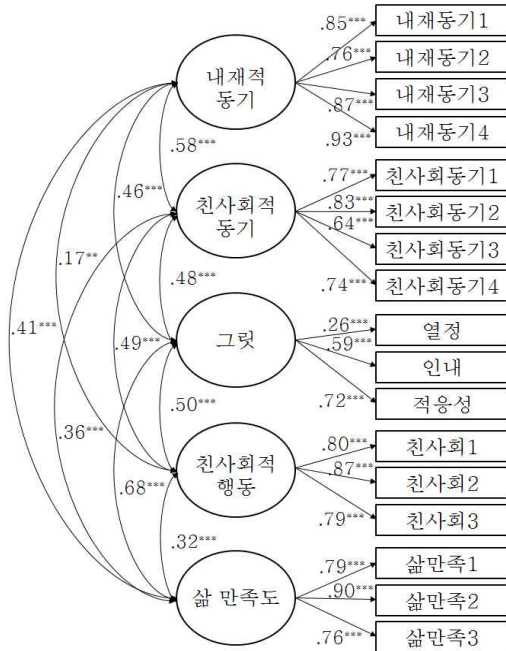 .85*** 내재동기1
.76*** 내재동기2
.87*** 내재동기3
.93*** 내재동기4
내재적
동기
.58***
.77*** 친사회동기1
.83*** 친사회동기2
.64*** 친사회동기3
.74*** 친사회동기4
친사회적
동기
.46***
.17**
.48***
.41***
.49***
그릿
.26*** 열정
.59*** 인내
.72*** 적응성
.50***
.36***
친사회적
행동
.80*** 친사회1
.87*** 친사회2
.79*** 친사회3
.68***
.32***
삶 만족도
.79*** 삶만족1
.90*** 삶만족2
.76*** 삶만족3